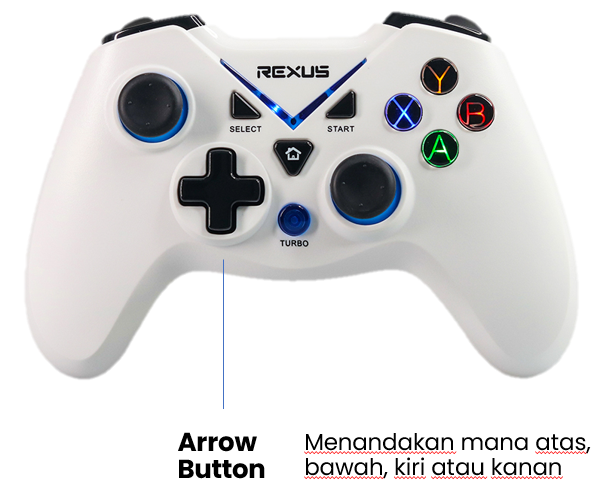 REXUS
SELECT
START
Y
X
B
A
TURBO
Arrow
Button
Menandakan mana atas,
bawah, kiri atau kanan